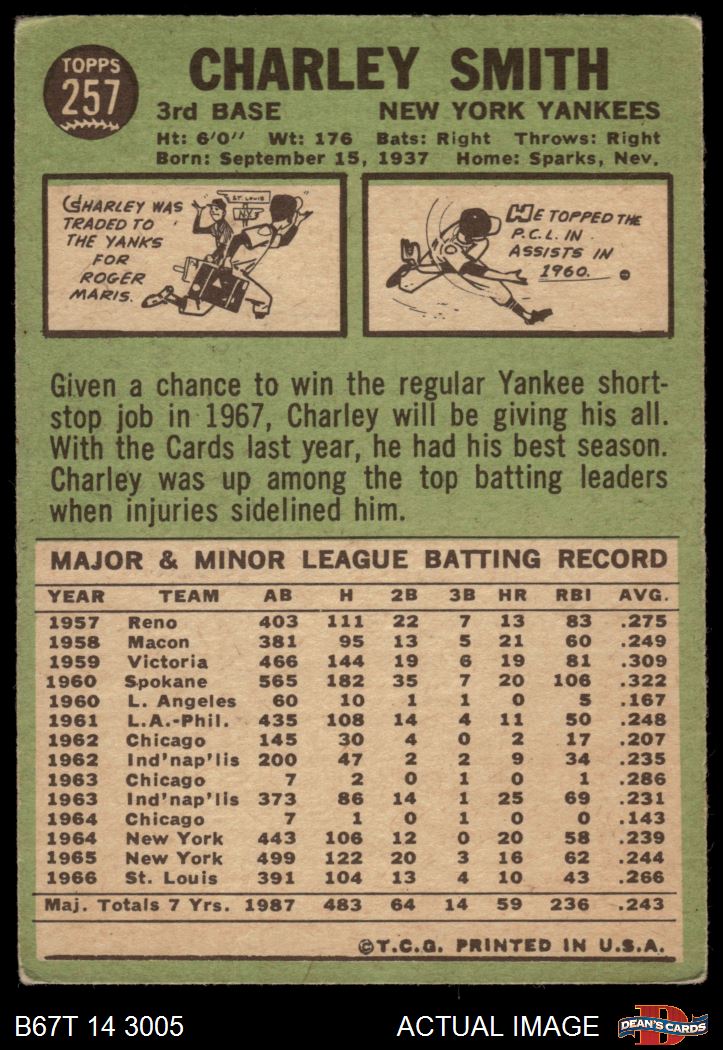 TOPPS
257
CHARLEY SMITH
3rd BASE NEW YORK YANKEES
Ht: 6'0" Wt: 176 Bats: Right Throws: Right
Born: September 15, 1937 Home: Sparks, Nev.
CHARLEY WAS
TRADED TO
THE YANKS
FOR
ROGER
MARIS.
ST. LOUIS
N.Y.
HE TOPPED THE
P.C.L. IN
ASSISTS IN
1960.
Given a chance to win the regular Yankee short-
stop job in 1967, Charley will be giving his all.
With the Cards last year, he had his best season.
Charley was up among the top batting leaders
when injuries sidelined him.
MAJOR & MINOR LEAGUE BATTING RECORD
YEAR TEAM AB H 2B 3B HR RBI AVG.
1957 Reno 403 111 22 7 13 83 .275
1958 Macon 381 95 13 5 21 60 .249
1959 Victoria 466 144 19 6 19 81 .309
1960 Spokane 565 182 35 7 20 106 .322
1960 L. Angeles 60 10 1 1 0 5 .167
1961 L.A.-Phil. 435 108 14 4 11 50 .248
1962 Chicago 145 30 4 0 2 17 .207
1962 Ind'nap'lis 200 47 2 2 9 34 .235
1963 Chicago 7 2 0 1 0 1 .286
1963 Ind'nap'lis 373 86 14 1 25 69 .231
1964 Chicago 7 1 0 1 0 0 .143
1964 New York 443 106 12 0 20 58 .239
1965 New York 499 122 20 3 16 62 .244
1966 St. Louis 391 104 13 4 10 43 .266
Maj. Totals 7 Yrs. 1987 483 64 14 59 236 .243
©T.C.G. PRINTED IN U.S.A.
B67T 14 3005 ACTUAL IMAGE
D
DEAN'S CARDS